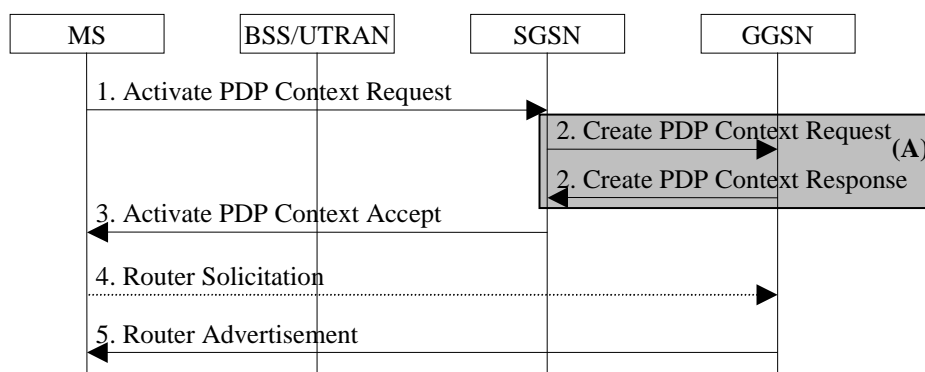 MS
BSS/UTRAN
SGSN
GGSN
1. Activate PDP Context Request
2. Create PDP Context Request
(A)
2. Create PDP Context Response
3. Activate PDP Context Accept
4. Router Solicitation
5. Router Advertisement